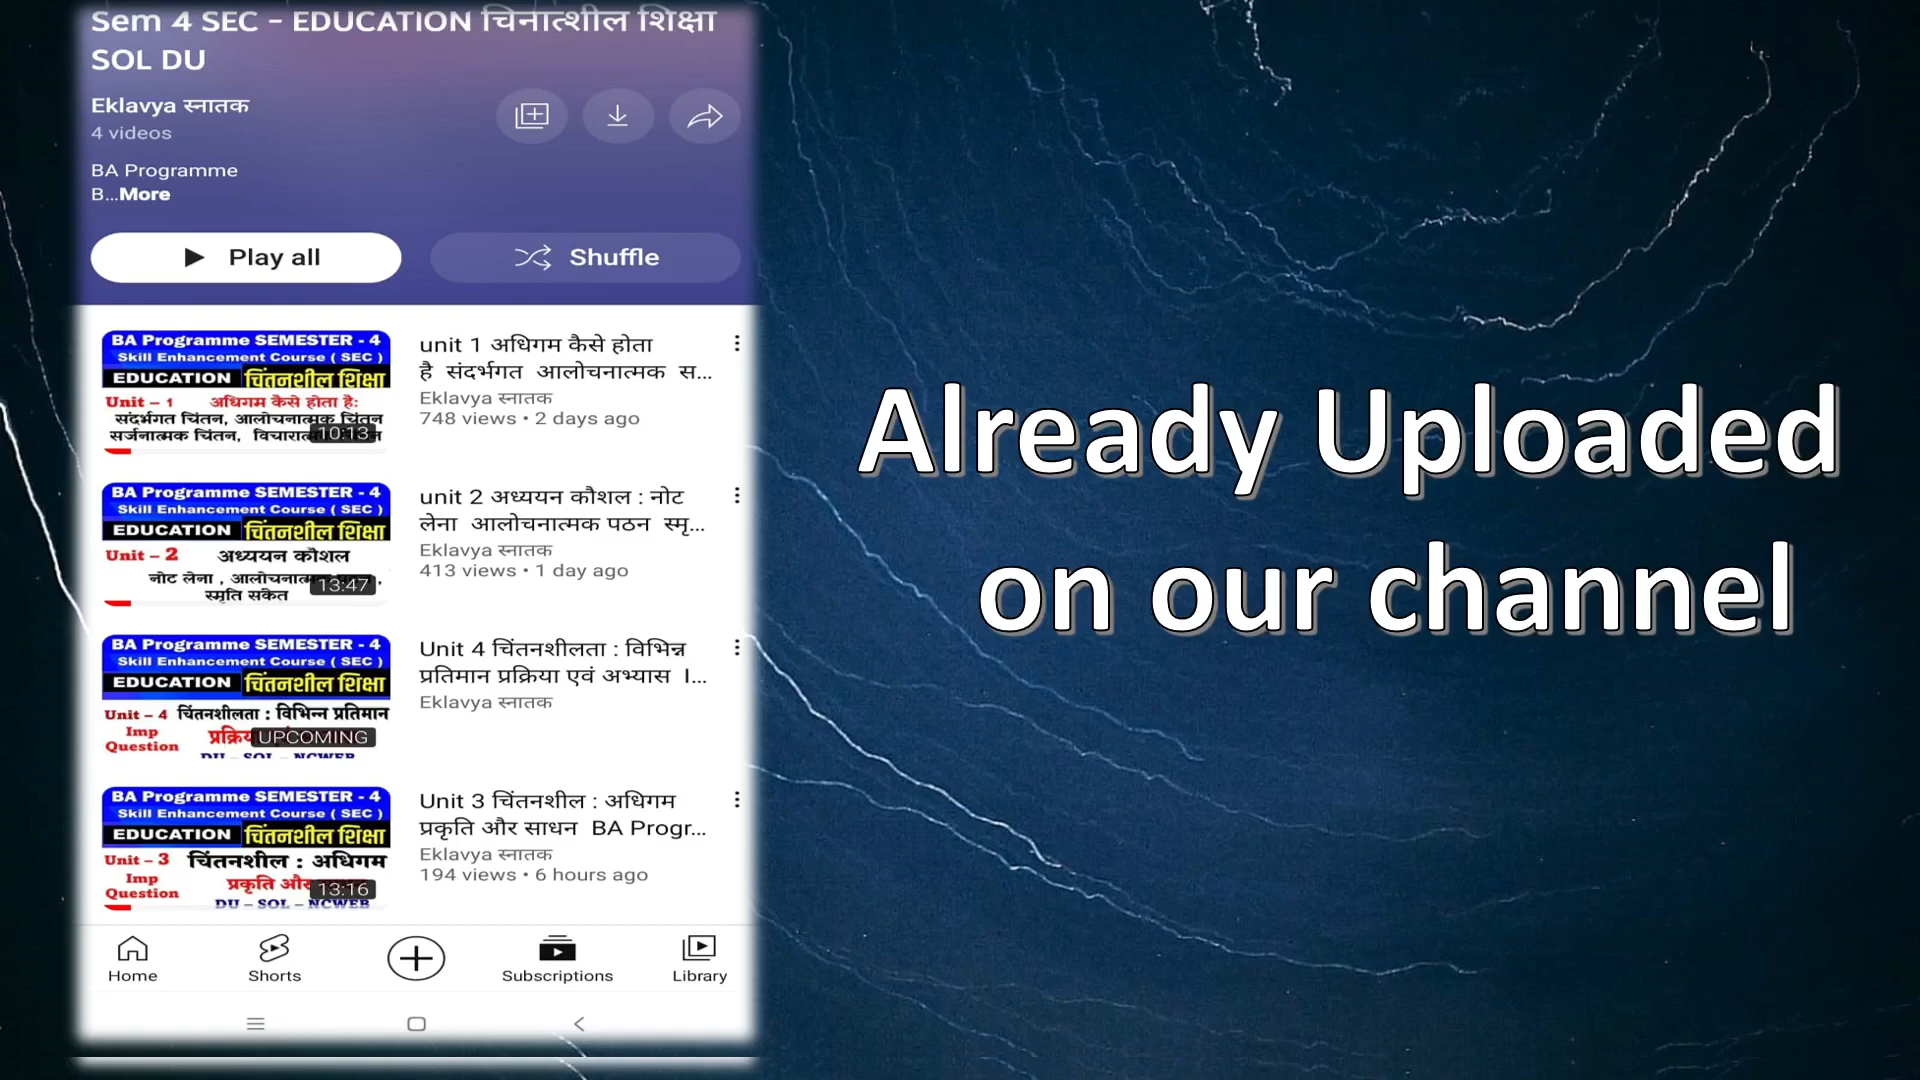 Sem 4 SEC – EDUCATION चिनात्शील शिक्षा
SOL DU
Eklavya स्नातक
4 videos
BA Programme
B...More
Play all
Shuffle
BA Programme SEMESTER - 4
Skill Enhancement Course ( SEC )
EDUCATION चिंतनशील शिक्षा
Unit – 1 अधिगम कैसे होता है:
संदर्भगत चिंतन, आलोचनात्मक चिंतन
सर्जनात्मक चिंतन,
10:13
unit 1 अधिगम कैसे होता
है संदर्भगत आलोचनात्मक स...
Eklavya स्नातक
748 views • 2 days ago
BA Programme SEMESTER - 4
Skill Enhancement Course ( SEC )
EDUCATION चिंतनशील शिक्षा
Unit – 2 अध्ययन कौशल
नोट लेना ,
स्मृति संकेत
13:47
unit 2 अध्ययन कौशल : नोट
लेना आलोचनात्मक पठन स्मृ...
Eklavya स्नातक
413 views • 1 day ago
BA Programme SEMESTER - 4
Skill Enhancement Course ( SEC )
EDUCATION चिंतनशील शिक्षा
Unit – 4 चिंतनशीलता : विभिन्न प्रतिमान
Imp
Question
UPCOMING
DU – SOL – NCWEB
Unit 4 चिंतनशीलता : विभिन्न
प्रतिमान प्रक्रिया एवं अभ्यास I...
Eklavya स्नातक
BA Programme SEMESTER - 4
Skill Enhancement Course ( SEC )
EDUCATION चिंतनशील शिक्षा
Unit – 3 चिंतनशील : अधिगम
Imp
Question
प्रकृति और
13:16
DU – SOL – NCWEB
Unit 3 चिंतनशील : अधिगम
प्रकृति और साधन BA Progr...
Eklavya स्नातक
194 views • 6 hours ago
Home
Shorts
Subscriptions
Library
Already Uploaded
on our channel